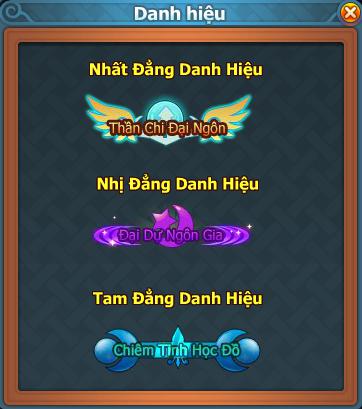 Danh hiệu
Nhất Đẳng Danh Hiệu
Thần Chi Đại Ngôn
Nhị Đẳng Danh Hiệu
Đại Dự Ngôn Gia
Tam Đẳng Danh Hiệu
Chiêm Tinh Học Đồ